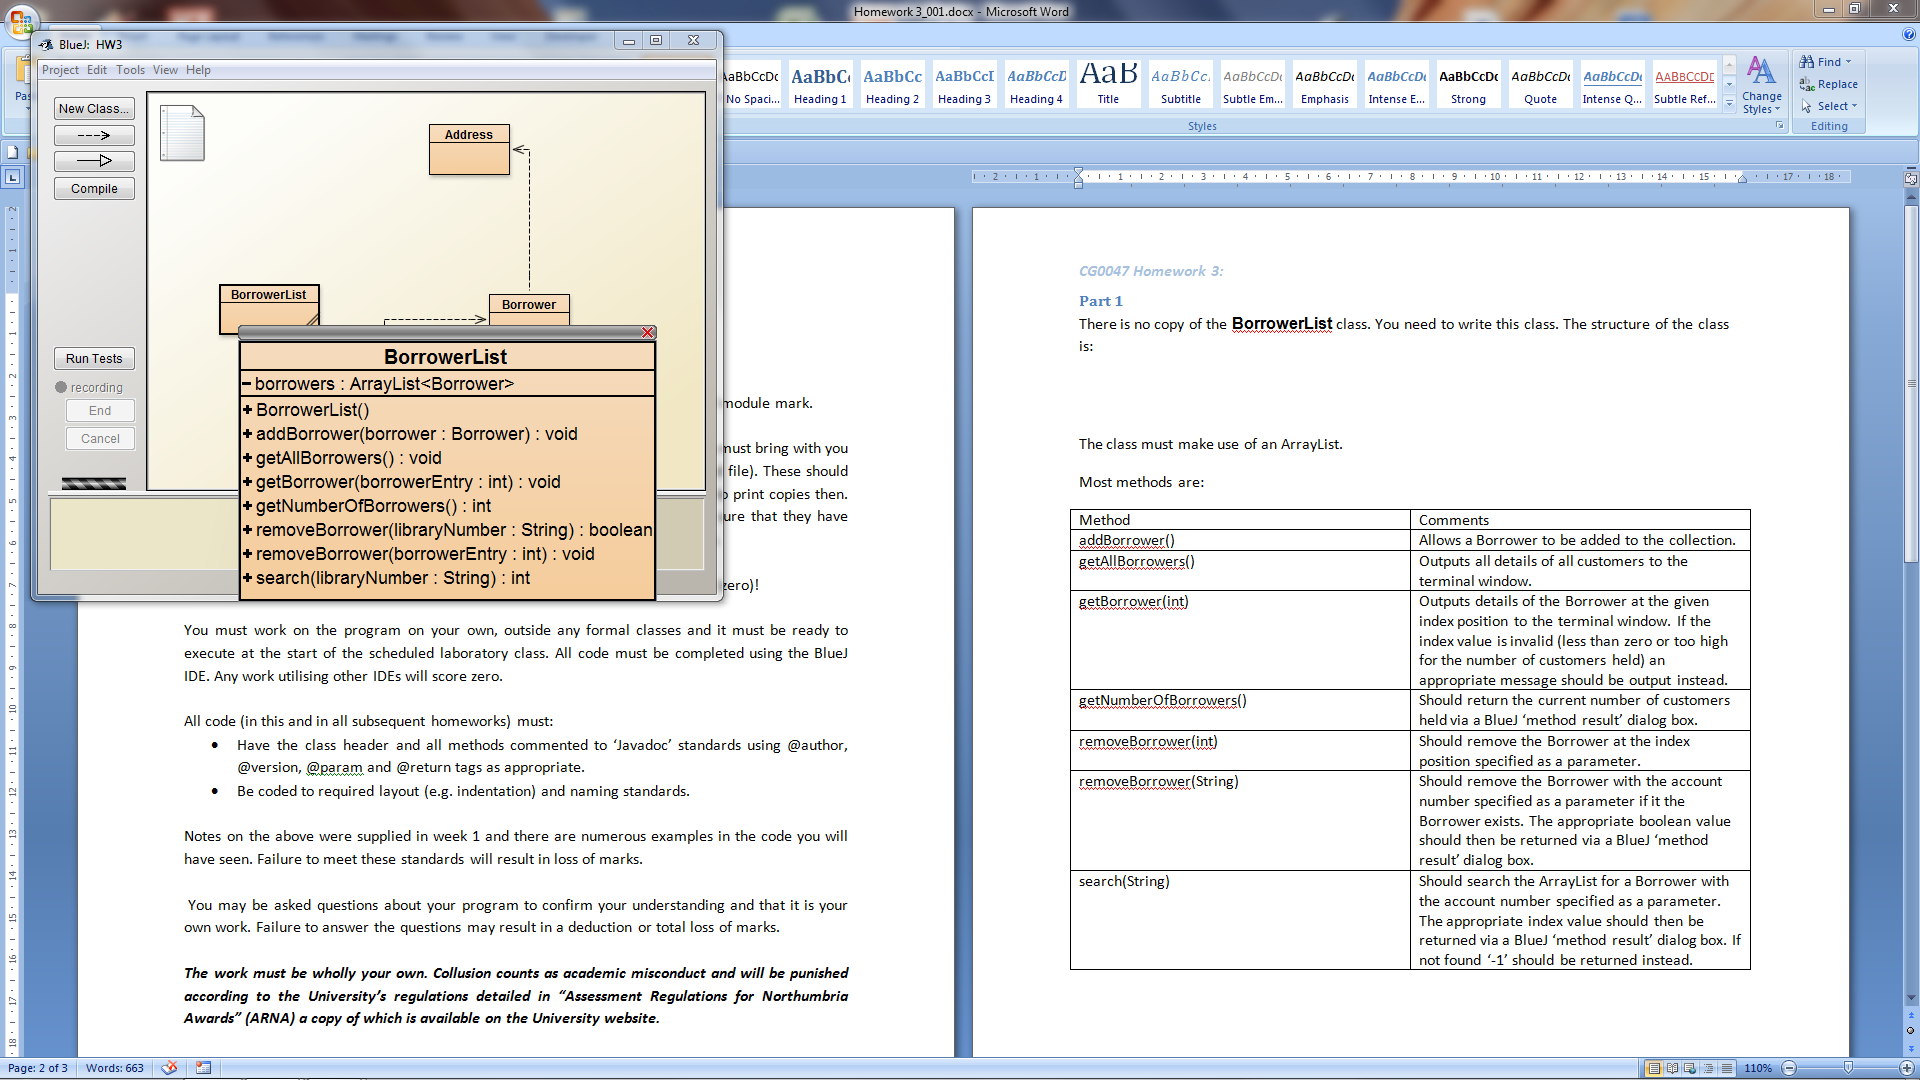 Homework 3_001.docx - Microsoft Word
BlueJ: HW3
Project Edit Tools View Help
New Class...
Compile
Run Tests
recording
End
Cancel
Address
BorrowerList
Borrower
BorrowerList
borrowers : ArrayList<Borrower>
+ BorrowerList()
+ addBorrower(borrower : Borrower) : void
+ getAllBorrowers() : void
+ getBorrower(borrowerEntry : int) : void
+ getNumberOfBorrowers() : int
+ removeBorrower(libraryNumber : String) : boolean
+ removeBorrower(borrowerEntry : int) : void
+ search(libraryNumber : String) : int
AaBbCcDc AaBbC AaBbCc AaBbCcI AaBbCcD AaB AaBbCc. AaBbCcDc AaBbCcDc AaBbCcDc AaBbCcDc AaBbCcDc AaBbCcDc AaBbCcDc
No Spaci... Heading 1 Heading 2 Heading 3 Heading 4 Title Subtitle Subtle Em... Emphasis Intense E... Strong Quote Intense Q... Subtle Ref...
Change Styles
Styles
Find
Replace
Select
Editing
2 1 1 2 3 4 5 6 7 8 9 10 11 12 13 14 15 17 18
module mark.
must bring with you
file). These should
print copies then.
ure that they have
zero)!
You must work on the program on your own, outside any formal classes and it must be ready to
execute at the start of the scheduled laboratory class. All code must be completed using the BlueJ
IDE. Any work utilising other IDEs will score zero.
All code (in this and in all subsequent homeworks) must:
• Have the class header and all methods commented to ‘Javadoc’ standards using @author,
@version, @param and @return tags as appropriate.
• Be coded to required layout (e.g. indentation) and naming standards.
Notes on the above were supplied in week 1 and there are numerous examples in the code you will
have seen. Failure to meet these standards will result in loss of marks.
You may be asked questions about your program to confirm your understanding and that it is your
own work. Failure to answer the questions may result in a deduction or total loss of marks.
The work must be wholly your own. Collusion counts as academic misconduct and will be punished
according to the University’s regulations detailed in “Assessment Regulations for Northumbria
Awards” (ARNA) a copy of which is available on the University website.
CG0047 Homework 3:
Part 1
There is no copy of the BorrowerList class. You need to write this class. The structure of the class
is:
The class must make use of an ArrayList.
Most methods are:
Method Comments
addBorrower() Allows a Borrower to be added to the collection.
getAllBorrowers() Outputs all details of all customers to the
terminal window.
getBorrower(int) Outputs details of the Borrower at the given
index position to the terminal window. If the
index value is invalid (less than zero or too high
for the number of customers held) an
appropriate message should be output instead.
getNumberOfBorrowers() Should return the current number of customers
held via a BlueJ ‘method result’ dialog box.
removeBorrower(int) Should remove the Borrower at the index
position specified as a parameter.
removeBorrower(String) Should remove the Borrower with the account
number specified as a parameter if it the
Borrower exists. The appropriate boolean value
should then be returned via a BlueJ ‘method
result’ dialog box.
search(String) Should search the ArrayList for a Borrower with
the account number specified as a parameter.
The appropriate index value should then be
returned via a BlueJ ‘method result’ dialog box. If
not found ‘-1’ should be returned instead.
Page: 2 of 3 Words: 663
110%